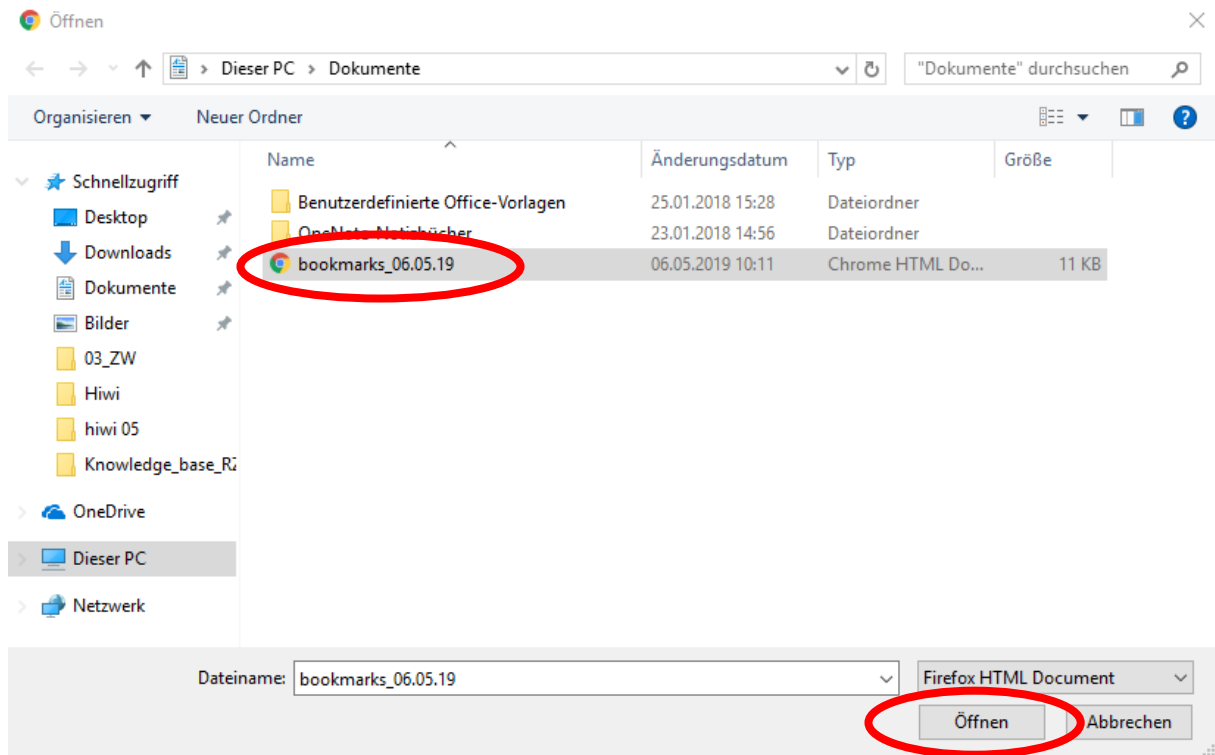 Öffnen
Dieser PC > Dokumente
"Dokumente" durchsuchen
Organisieren
Neuer Ordner
?
Name
Änderungsdatum
Typ
Größe
Schnellzugriff
Desktop
Downloads
Dokumente
Bilder
03_ZW
Hiwi
hiwi 05
Knowledge_base_RZ
OneDrive
Dieser PC
Netzwerk
Benutzerdefinierte Office-Vorlagen 25.01.2018 15:28 Dateiordner
OneNote-Notizbücher 23.01.2018 14:56 Dateiordner
bookmarks_06.05.19 06.05.2019 10:11 Chrome HTML Do... 11 KB
Dateiname: bookmarks_06.05.19
Firefox HTML Document
Öffnen
Abbrechen